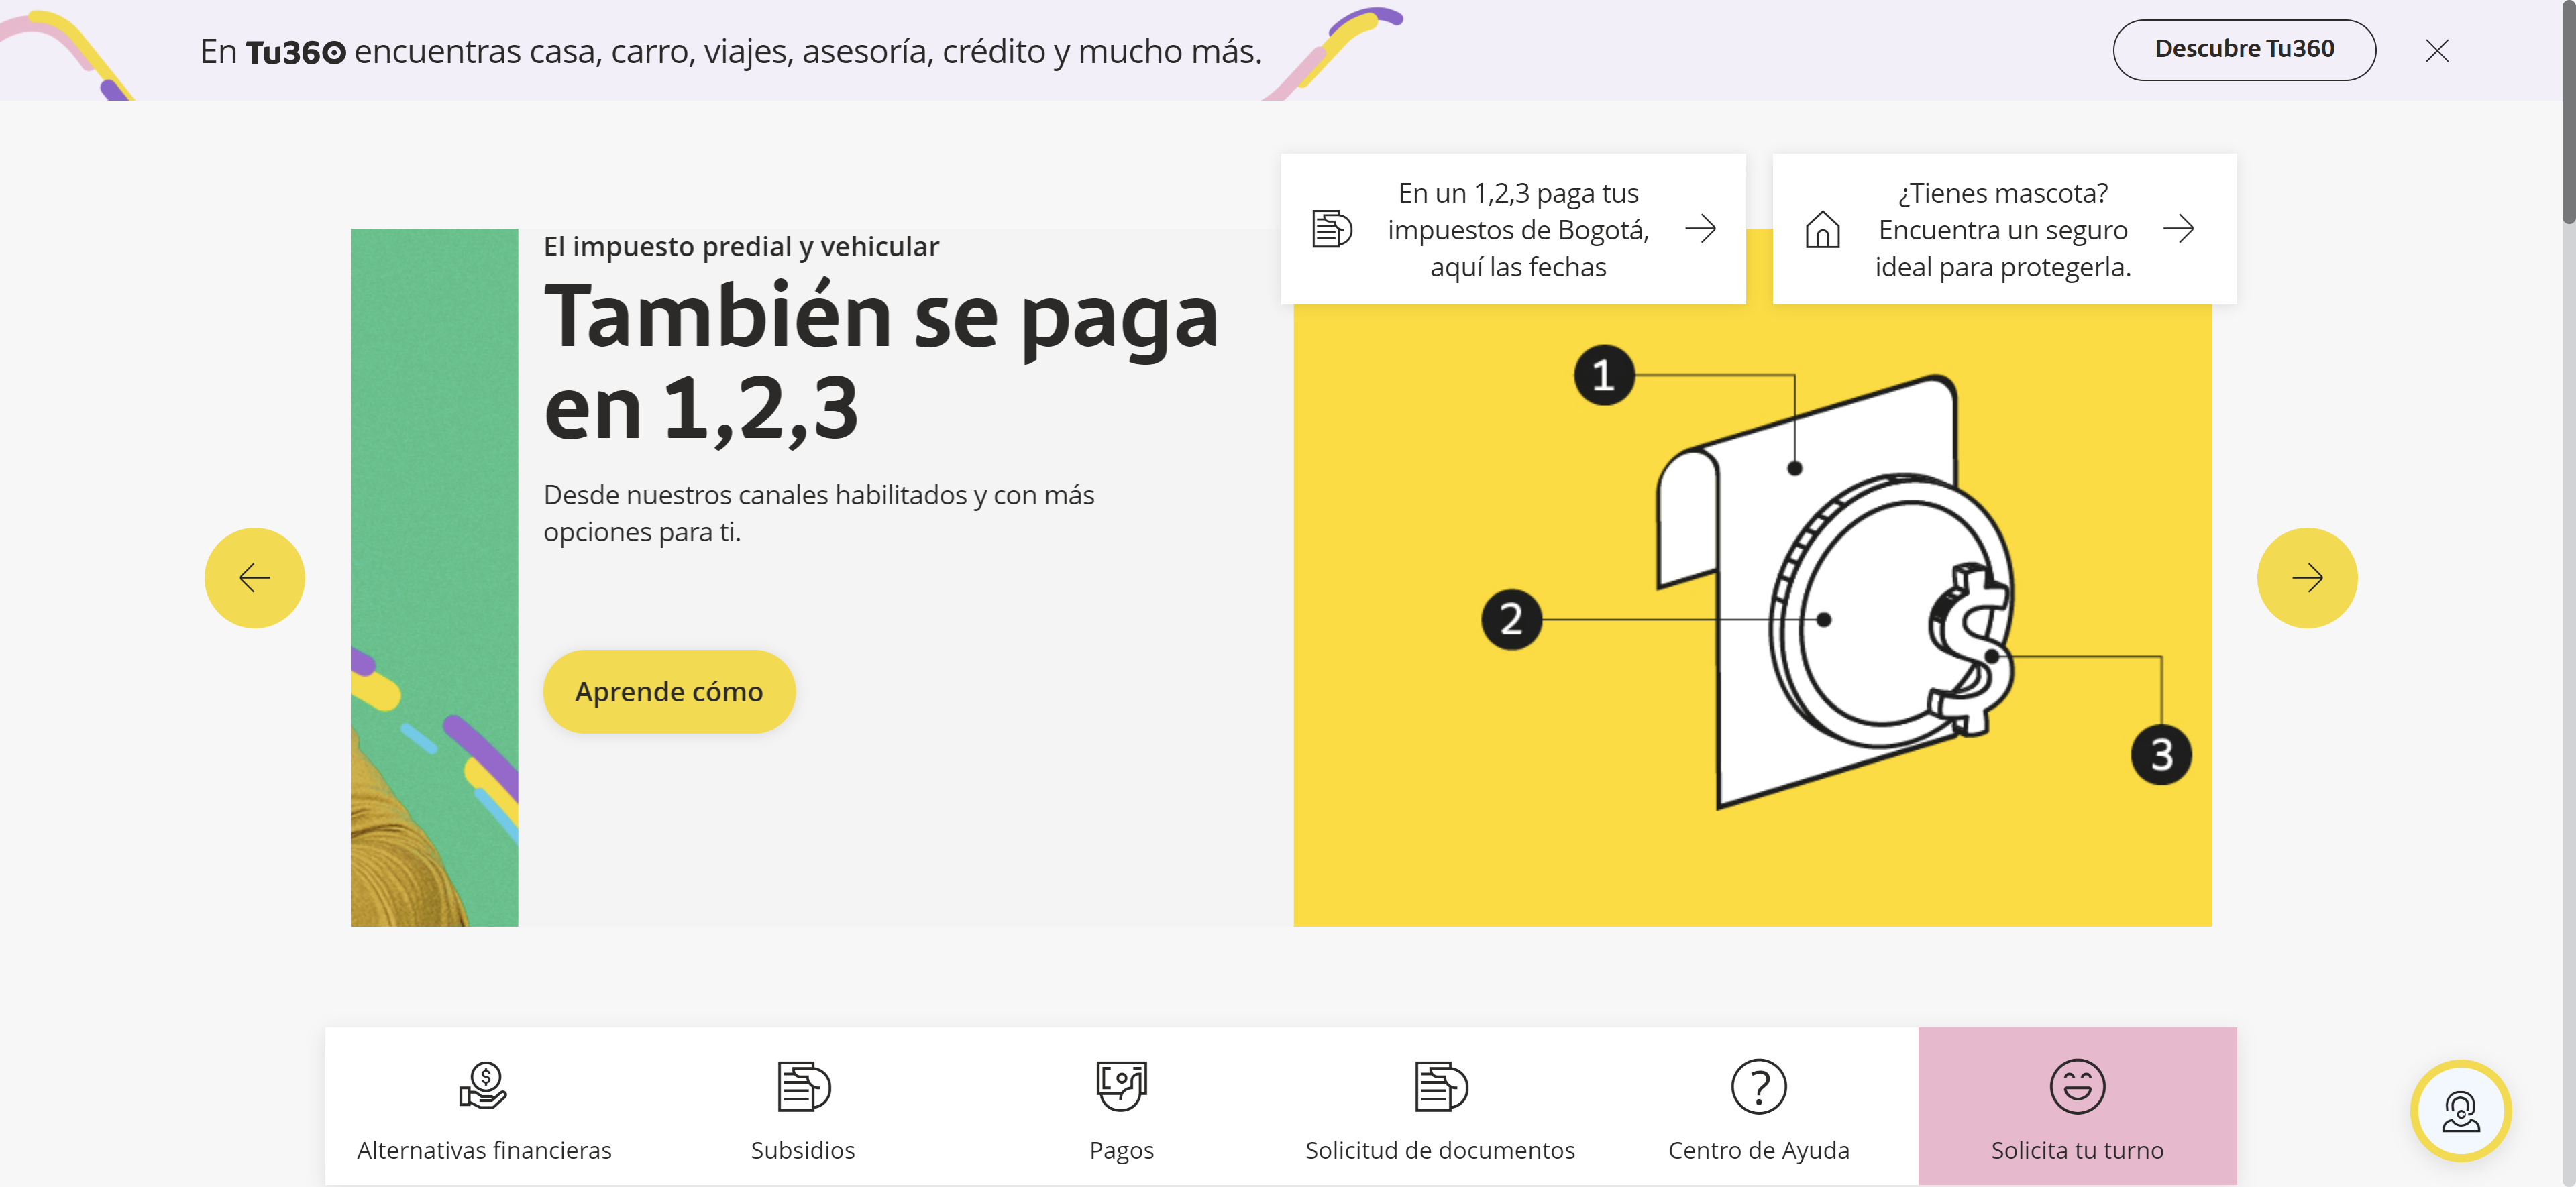 En Tu360 encuentras casa, carro, viajes, asesoría, crédito y mucho más.
Descubre Tu360
En un 1,2,3 paga tus
impuestos de Bogotá,
aquí las fechas
¿Tienes mascota?
Encuentra un seguro
ideal para protegerla.
El impuesto predial y vehicular
También se paga
en 1,2,3
Desde nuestros canales habilitados y con más
opciones para ti.
Aprende cómo
1
2
$
3
$
Alternativas financieras
Subsidios
Pagos
Solicitud de documentos
?
Centro de Ayuda
Solicita tu turno